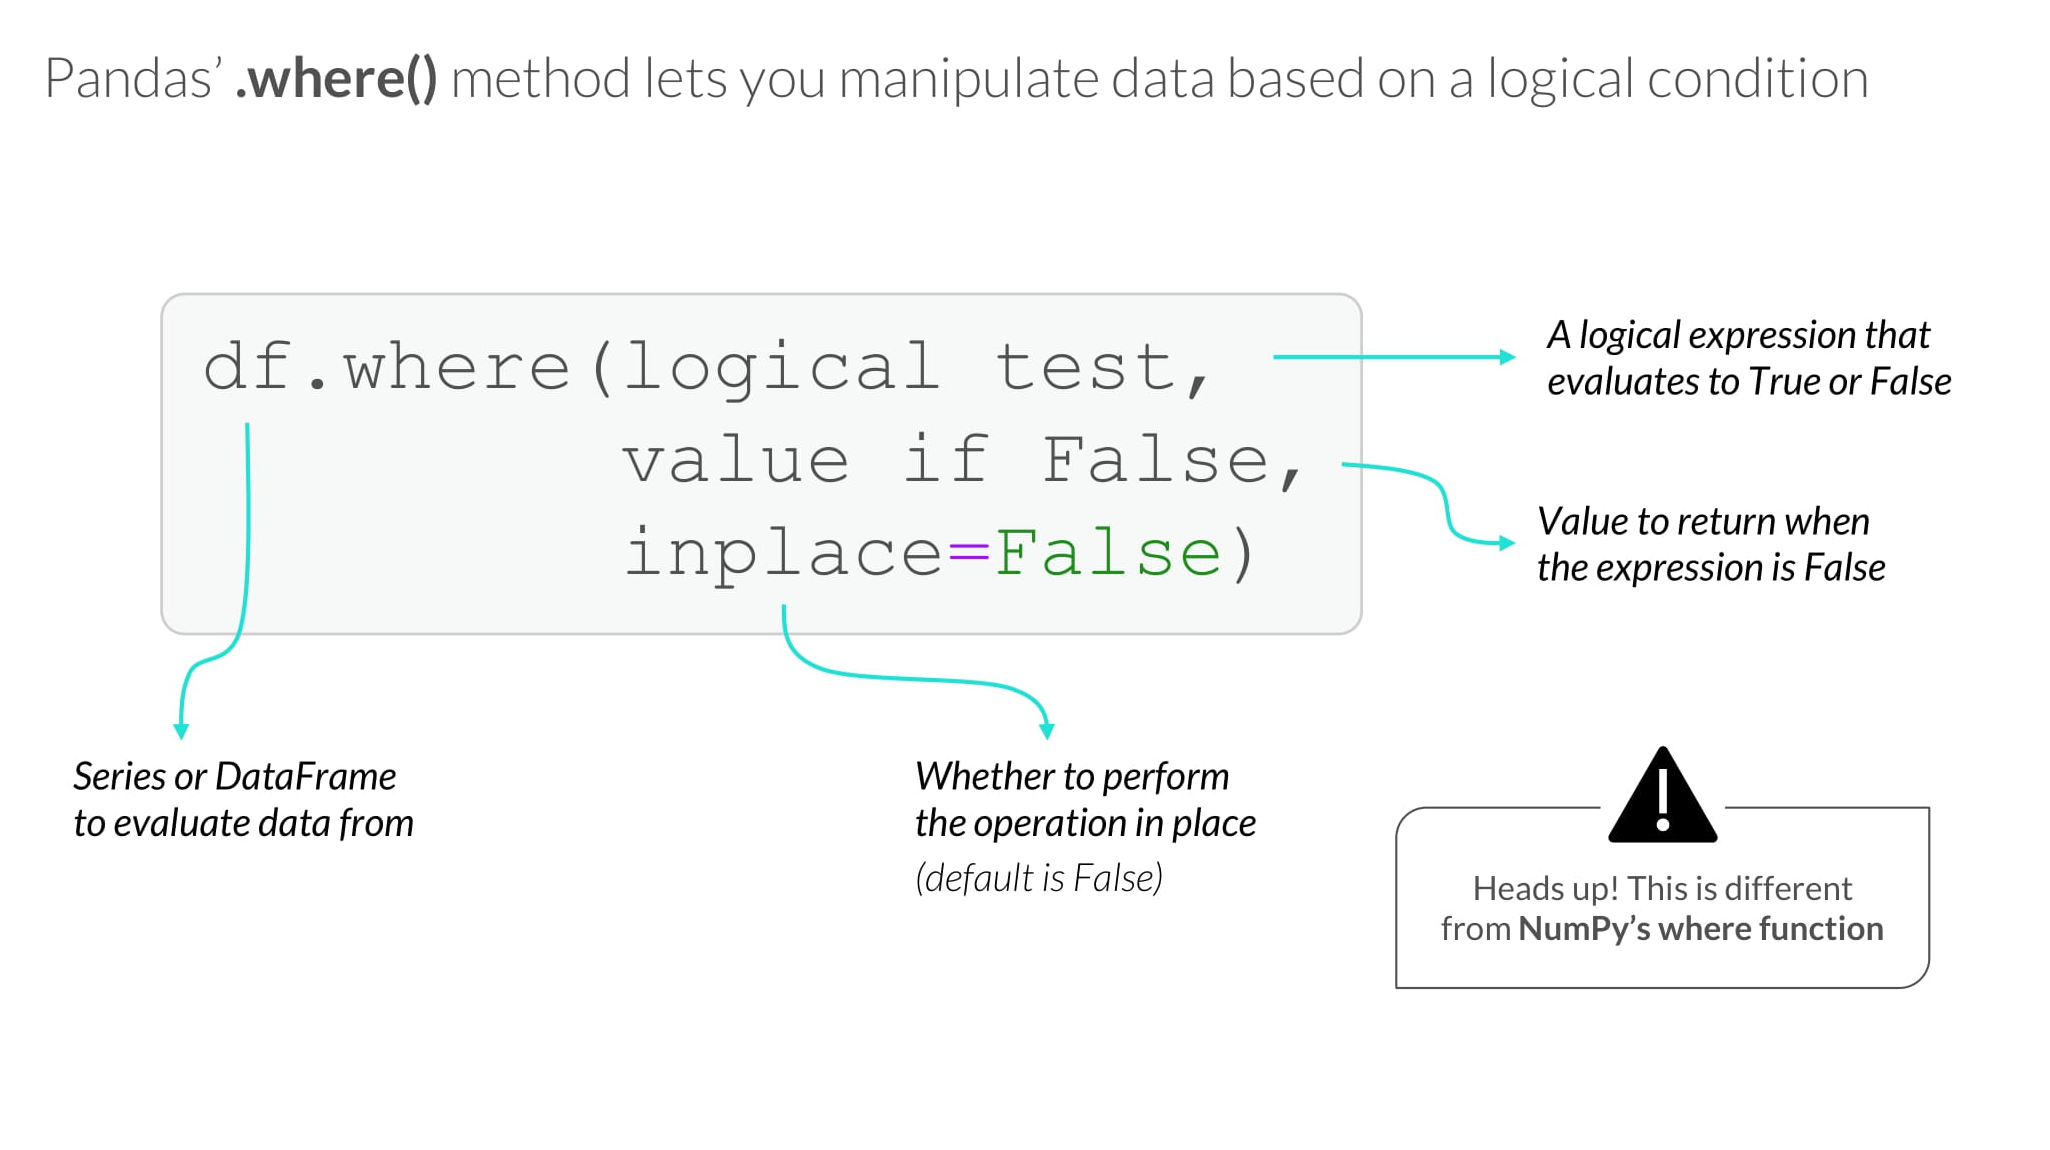 Pandas’ .where() method lets you manipulate data based on a logical condition
df.where(logical test,
value if False,
inplace=False)
A logical expression that
evaluates to True or False
Value to return when
the expression is False
Series or DataFrame
to evaluate data from
Whether to perform
the operation in place
(default is False)
Heads up! This is different
from NumPy’s where function